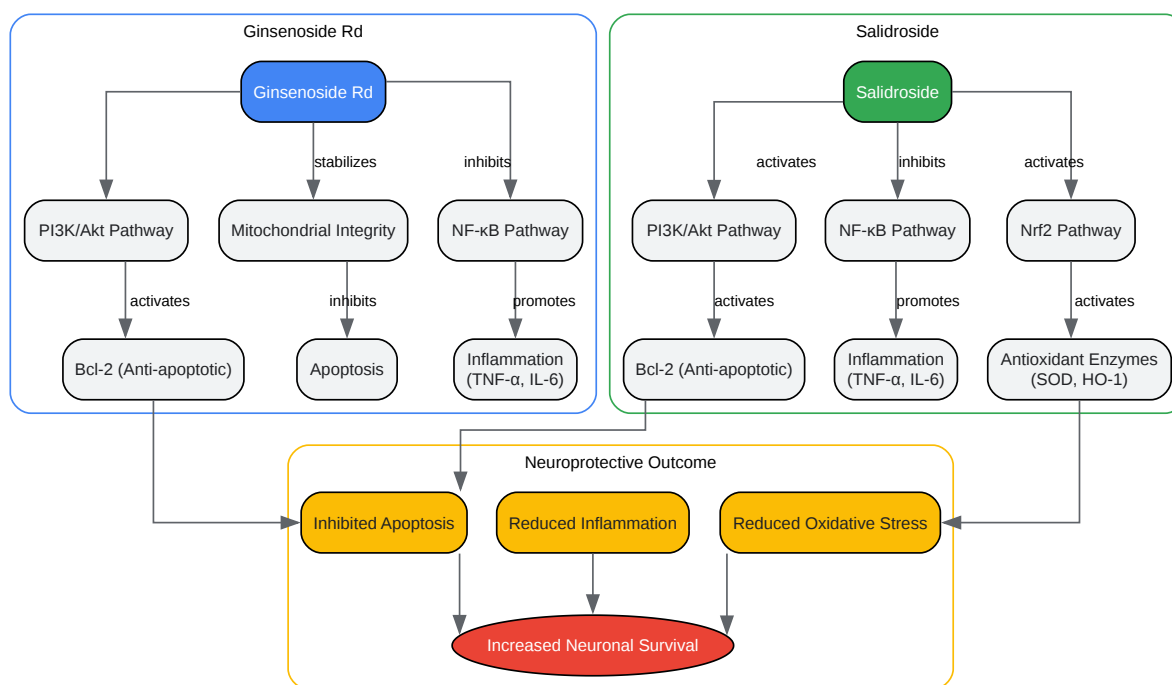 Ginsenoside Rd
Salidroside
Ginsenoside Rd
Salidroside
stabilizes
inhibits
activates
inhibits
activates
PI3K/Akt Pathway
Mitochondrial Integrity
NF-κB Pathway
PI3K/Akt Pathway
NF-κB Pathway
Nrf2 Pathway
activates
inhibits
promotes
activates
promotes
activates
Bcl-2 (Anti-apoptotic)
Apoptosis
Inflammation
(TNF-α, IL-6)
Bcl-2 (Anti-apoptotic)
Inflammation
(TNF-α, IL-6)
Antioxidant Enzymes
(SOD, HO-1)
Neuroprotective Outcome
Inhibited Apoptosis
Reduced Inflammation
Reduced Oxidative Stress
Increased Neuronal Survival